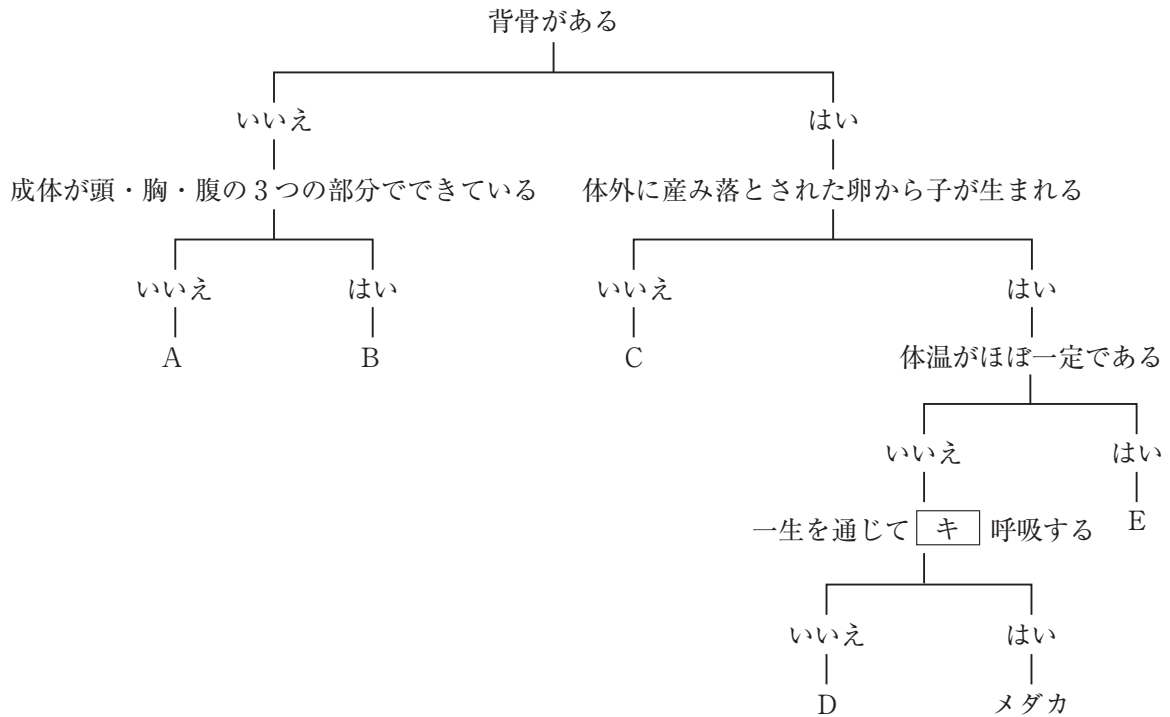 背骨がある
いいえ
はい
成体が頭・胸・腹の３つの部分でできている
体外に産み落とされた卵から子が生まれる
いいえ
はい
いいえ
はい
A
B
C
体温がほぼ一定である
いいえ
はい
一生を通じて キ 呼吸する
E
いいえ
はい
D
メダカ